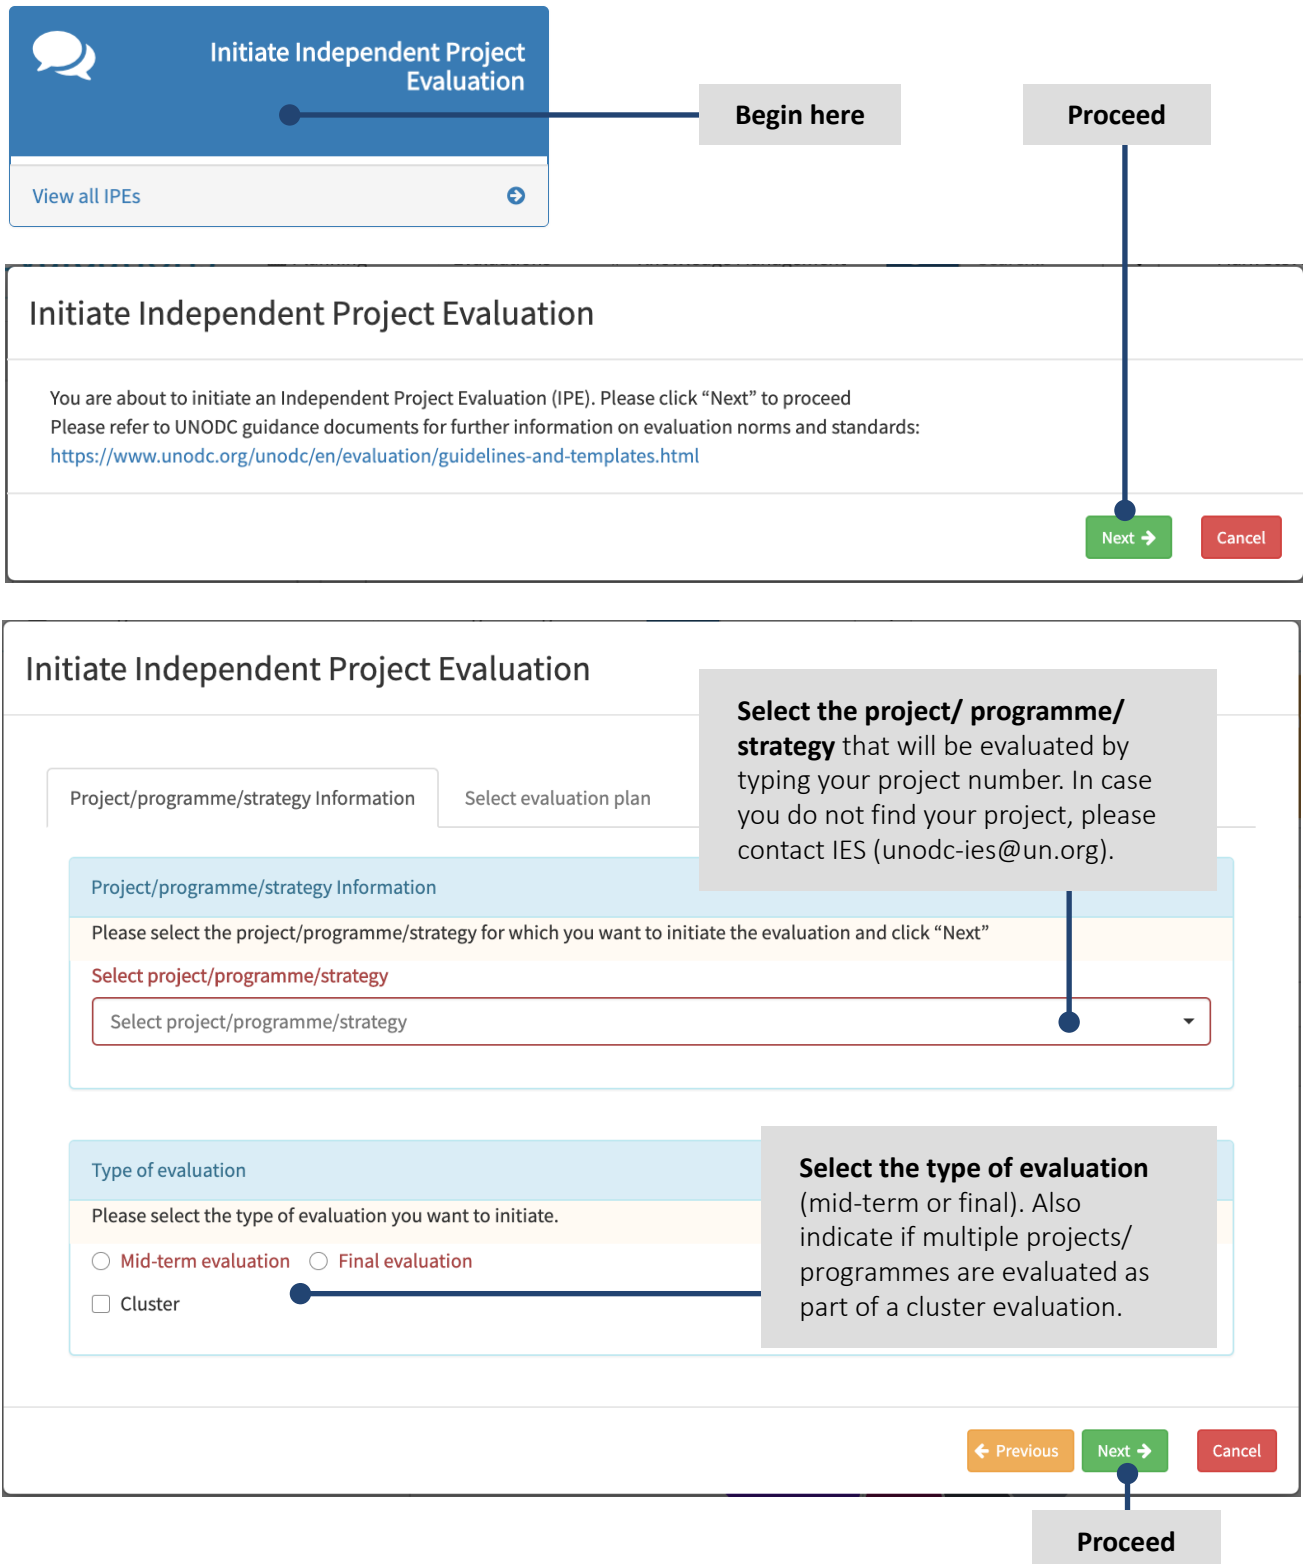 Initiate Independent Project
Evaluation
Begin here
Proceed
View all IPEs
Initiate Independent Project Evaluation
You are about to initiate an Independent Project Evaluation (IPE). Please click “Next” to proceed
Please refer to UNODC guidance documents for further information on evaluation norms and standards:
https://www.unodc.org/unodc/en/evaluation/guidelines-and-templates.html
Next
Cancel
Initiate Independent Project Evaluation
Select the project/ programme/
strategy that will be evaluated by
typing your project number. In case
you do not find your project, please
contact IES (unodc-ies@un.org).
Project/programme/strategy Information
Select evaluation plan
Project/programme/strategy Information
Please select the project/programme/strategy for which you want to initiate the evaluation and click “Next”
Select project/programme/strategy
Select project/programme/strategy
Type of evaluation
Please select the type of evaluation you want to initiate.
Mid-term evaluation Final evaluation
Cluster
Select the type of evaluation
(mid-term or final). Also
indicate if multiple projects/
programmes are evaluated as
part of a cluster evaluation.
Previous
Next
Cancel
Proceed